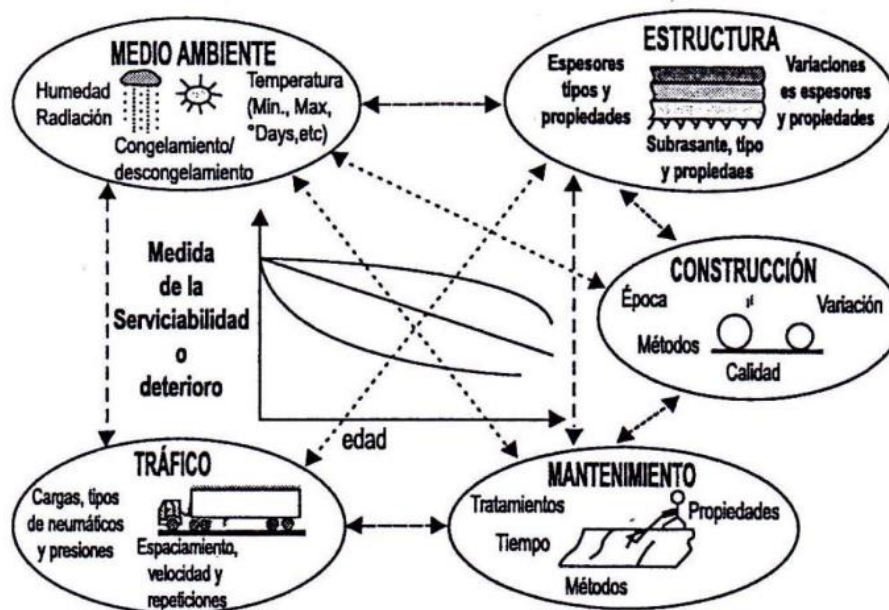 MEDIO AMBIENTE
Humedad
Radiación
Temperatura
(Min., Max,
°Days,etc)
Congelamiento/
descongelamiento
ESTRUCTURA
Espesores
tipos y
propiedades
Variaciones
es espesores
y propiedades
Subrasante, tipo
y propiedaes
Medida
de la
Serviciabilidad
o
deterioro
edad
CONSTRUCCIÓN
Época
Variación
Métodos
Calidad
TRÁFICO
Cargas, tipos
de neumáticos
y presiones
Espaciamiento,
velocidad y
repeticiones
MANTENIMIENTO
Tratamientos
Propiedades
Tiempo
Métodos